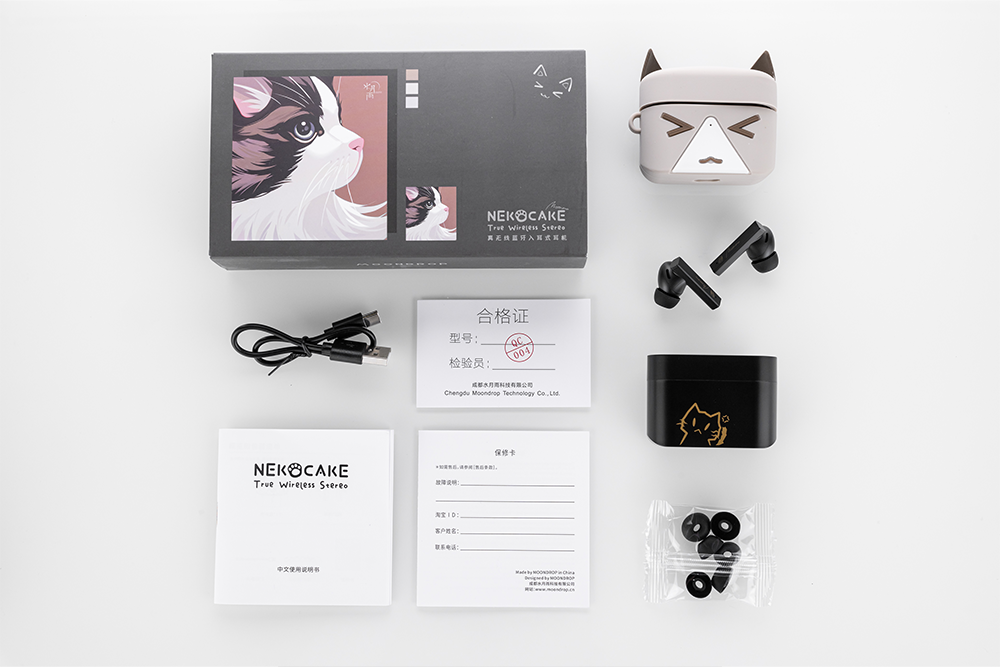 水月雨
NEKOCAKE
True Wireless Stereo
真无线蓝牙入耳式耳机
MOONDROP
合格证
型号：
QC
004
检验员：
成都水月雨科技有限公司
Chengdu Moondrop Technology Co., Ltd.
NEKOCAKE
True Wireless Stereo
中文使用说明书
保修卡
故障说明：
淘宝ID：
客户姓名：
联系电话：
Made by MOONDROP in China
Designed by MOONDROP
成都水月雨科技有限公司
网址：www.moondrop.cn